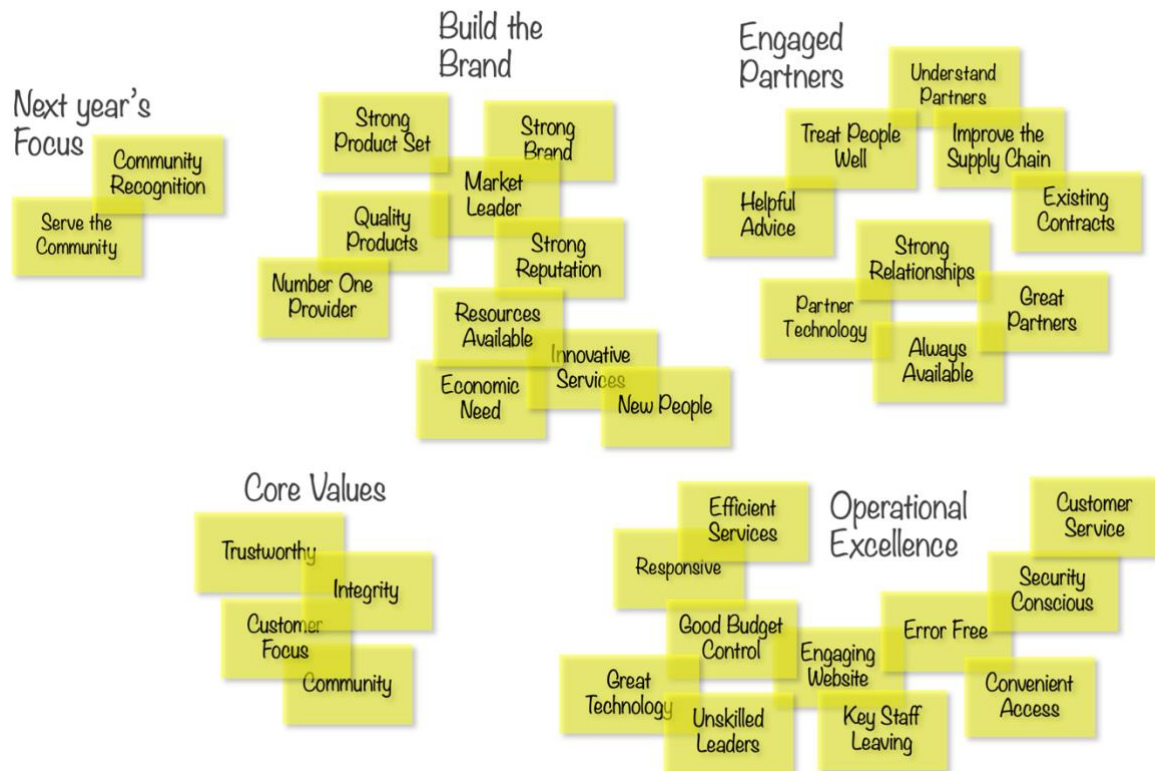 Next year's
Focus
Community
Recognition
Serve the
Community
Build the
Brand
Strong
Product Set
Strong
Brand
Market
Leader
Quality
Products
Strong
Reputation
Number One
Provider
Resources
Available
Innovative
Services
Economic
Need
New People
Engaged
Partners
Understand
Partners
Treat People
Well
Improve the
Supply Chain
Helpful
Advice
Existing
Contracts
Strong
Relationships
Partner
Technology
Great
Partners
Always
Available
Core Values
Trustworthy
Integrity
Customer
Focus
Community
Operational
Excellence
Efficient
Services
Customer
Service
Responsive
Security
Conscious
Good Budget
Control
Error Free
Engaging
Website
Great
Technology
Convenient
Access
Unskilled
Leaders
Key Staff
Leaving